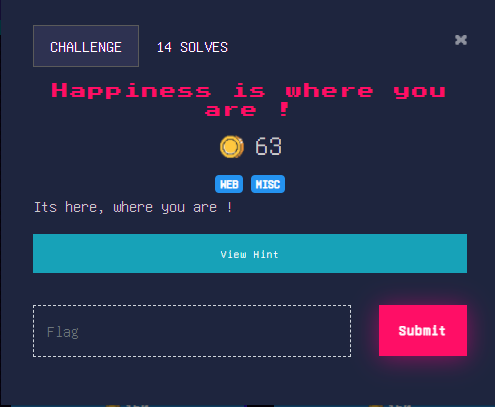 CHALLENGE 14 SOLVES
Happiness is where you
are !
63
WEB MISC
Its here, where you are !
View Hint
Flag Submit